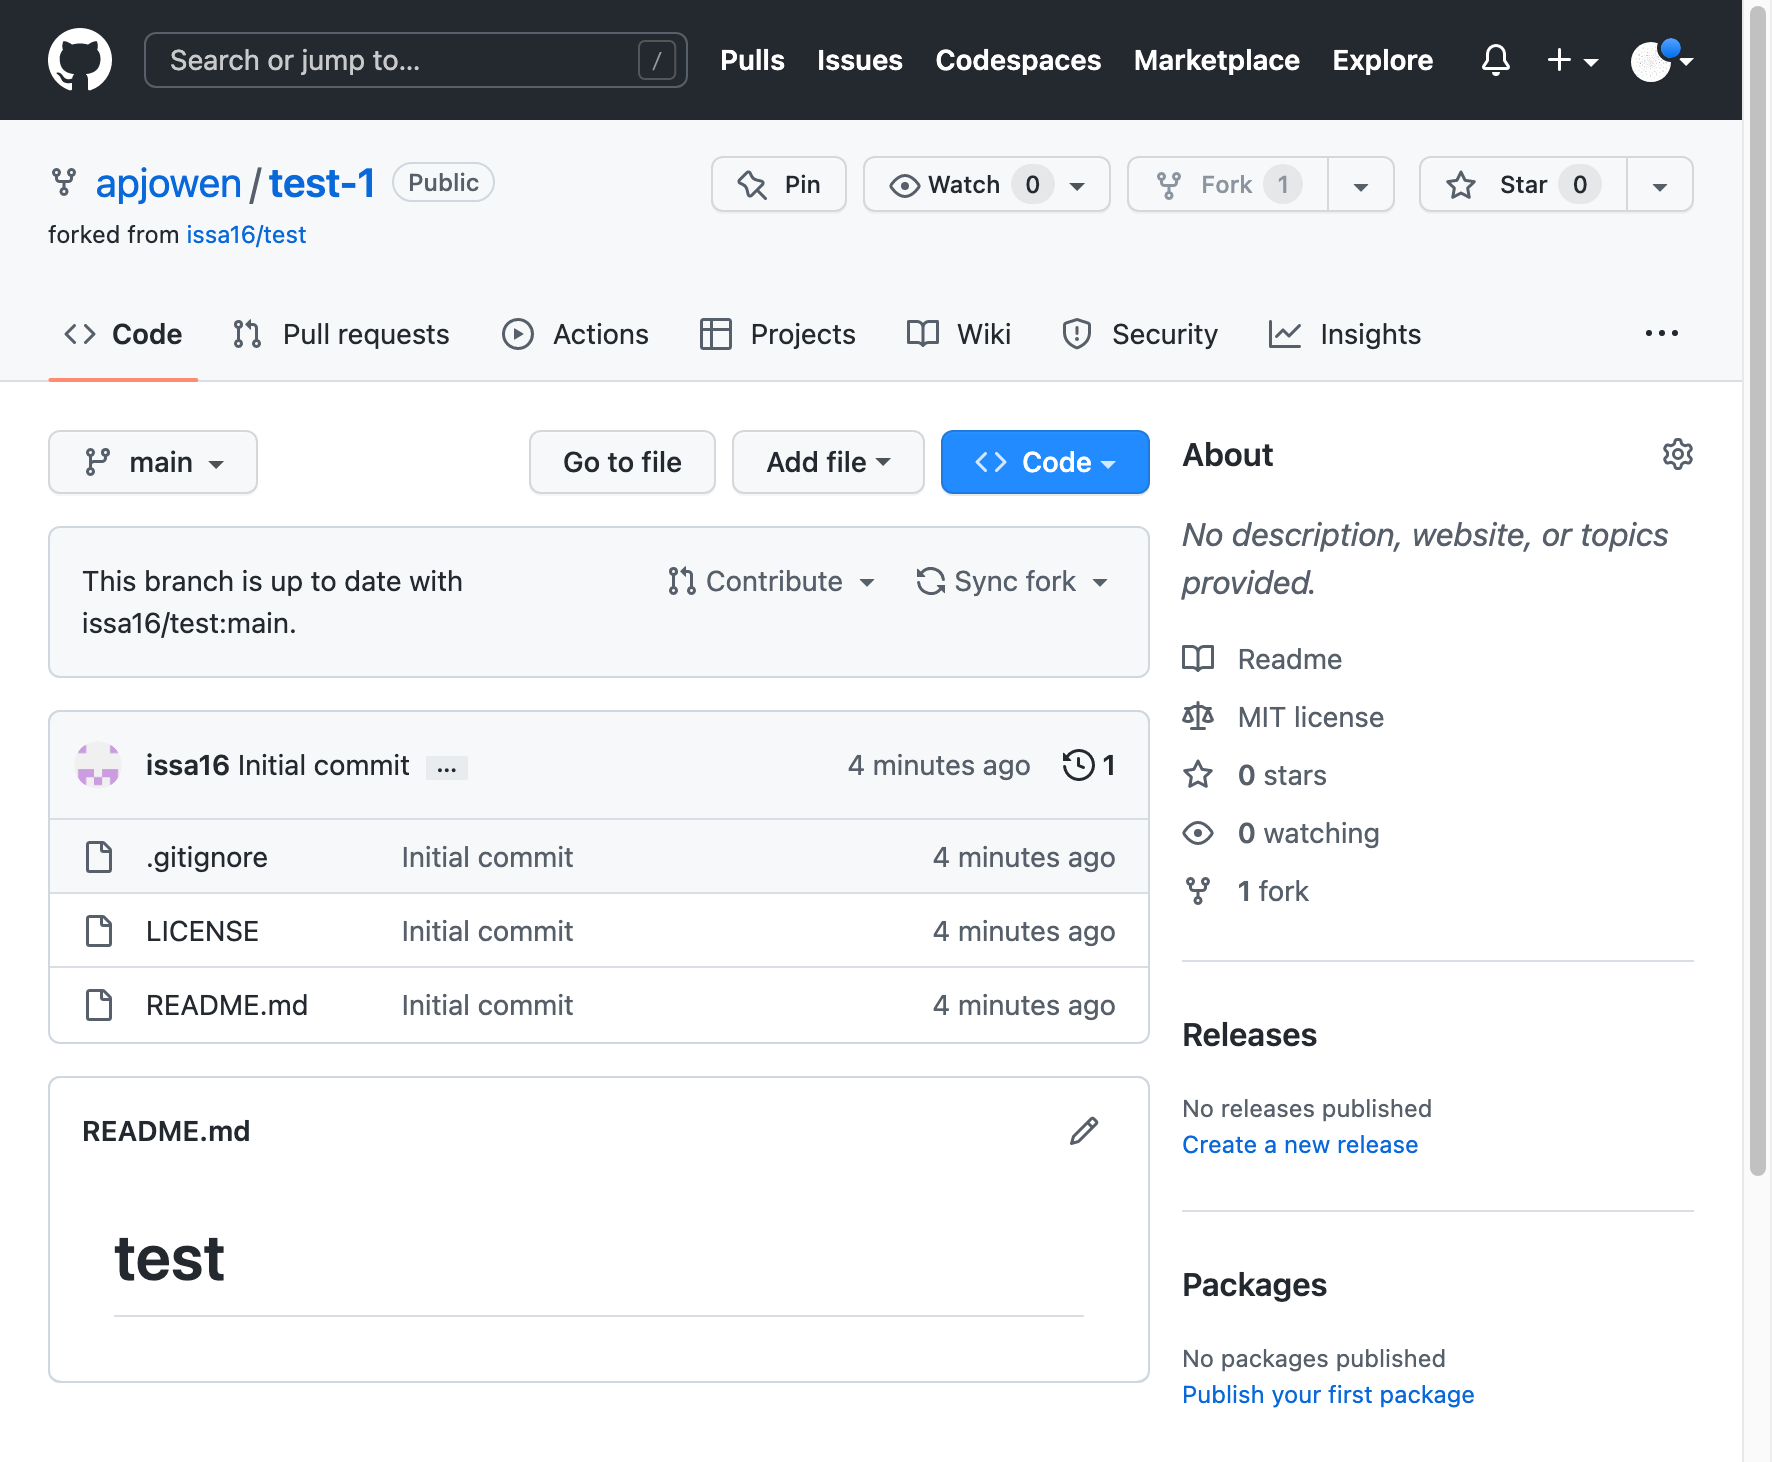 Search or jump to... /
Pulls Issues Codespaces Marketplace Explore
apjowen / test-1 Public
Pin
Watch 0
Fork 1
Star 0
forked from issa16/test
Code Pull requests Actions Projects Wiki Security Insights ...
main
Go to file
Add file
Code
This branch is up to date with
issa16/test:main.
Contribute
Sync fork
issa16 Initial commit ...
4 minutes ago
1
.gitignore Initial commit 4 minutes ago
LICENSE Initial commit 4 minutes ago
README.md Initial commit 4 minutes ago
README.md
test
About
No description, website, or topics
provided.
Readme
MIT license
0 stars
0 watching
1 fork
Releases
No releases published
Create a new release
Packages
No packages published
Publish your first package